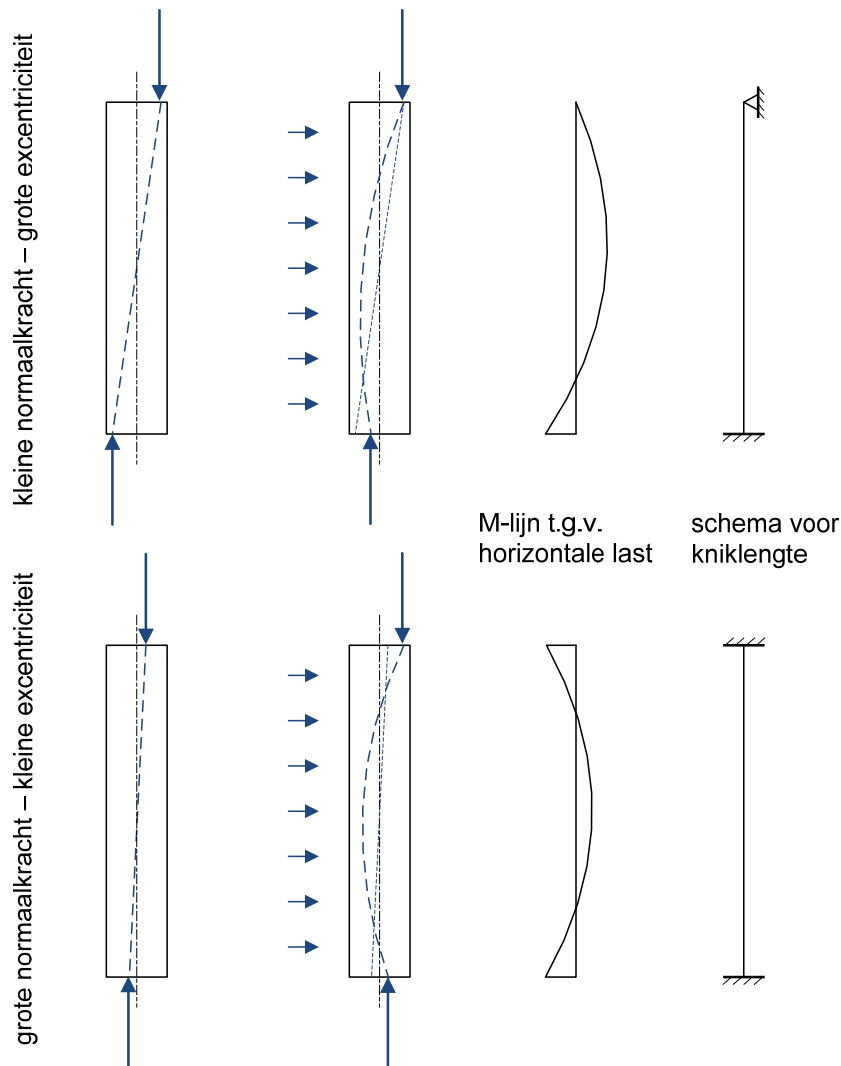 kleine normaalkracht – grote excentriciteit
M-lijn t.g.v.
horizontale last
schema voor
kniklengte
grote normaalkracht – kleine excentriciteit